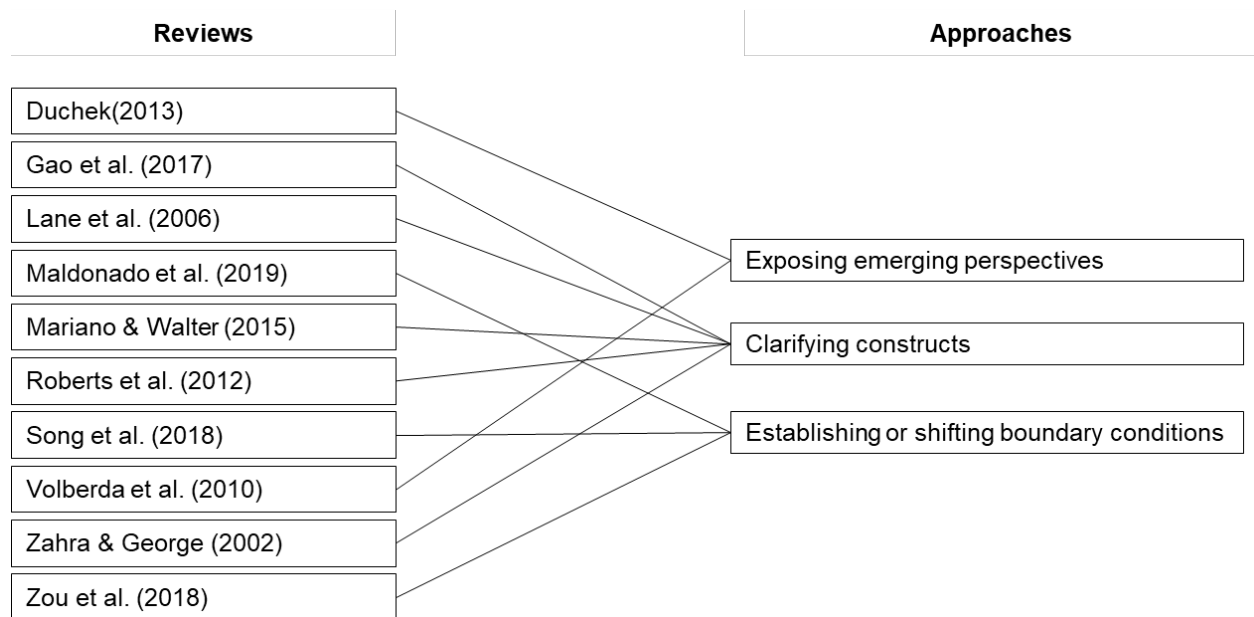 Reviews
Approaches
Duchek(2013)
Gao et al. (2017)
Lane et al. (2006)
Maldonado et al. (2019)
Mariano & Walter (2015)
Roberts et al. (2012)
Song et al. (2018)
Volberda et al. (2010)
Zahra & George (2002)
Zou et al. (2018)
Exposing emerging perspectives
Clarifying constructs
Establishing or shifting boundary conditions